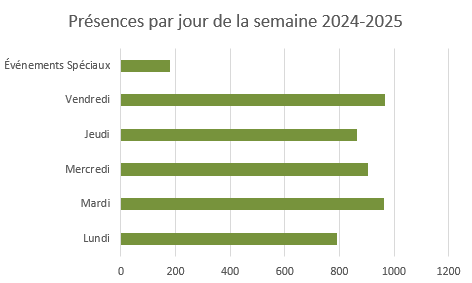 Présences par jour de la semaine 2024-2025
Événements Spéciaux
Vendredi
Jeudi
Mercredi
Mardi
Lundi
0 200 400 600 800 1000 1200